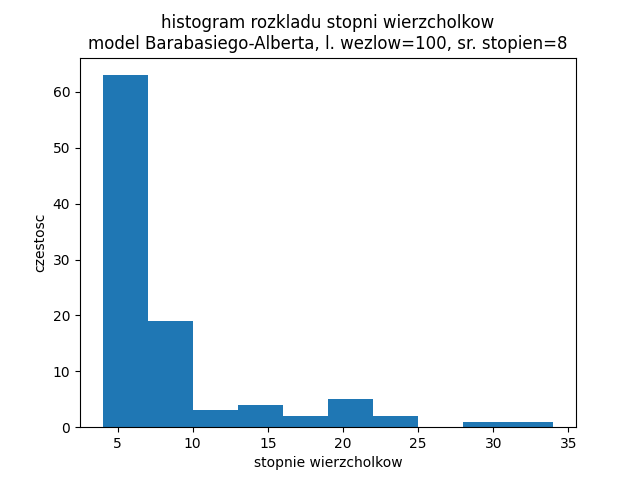 histogram rozkladu stopni wierzcholkow
model Barabasiego-Alberta, l. wezlow=100, sr. stopien=8
60
50
40
30
20
10
0
czestosc
5 10 15 20 25 30 35
stopnie wierzcholkow